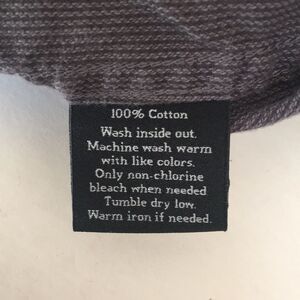 100% Cotton
Wash inside out.
Machine wash warm
with like colors.
Only non-chlorine
bleach when needed
Tumble dry low.
Warm iron if needed.